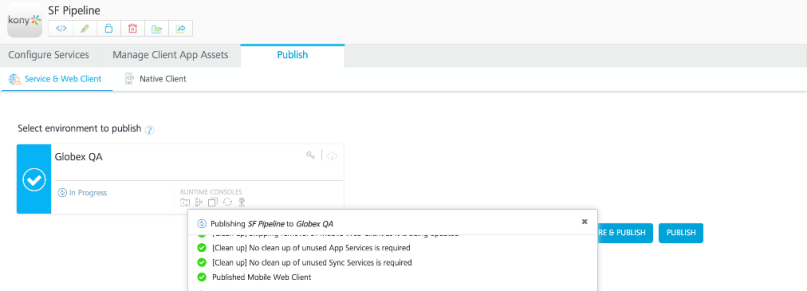 SF Pipeline
kony
Configure Services Manage Client App Assets Publish
Service & Web Client Native Client
Select environment to publish ?
Globex QA
In Progress
RUNTIME CONSOLES
Publishing SF Pipeline to Globex QA
RE & PUBLISH PUBLISH
[Clean up] No clean up of unused App Services is required
[Clean up] No clean up of unused Sync Services is required
Published Mobile Web Client